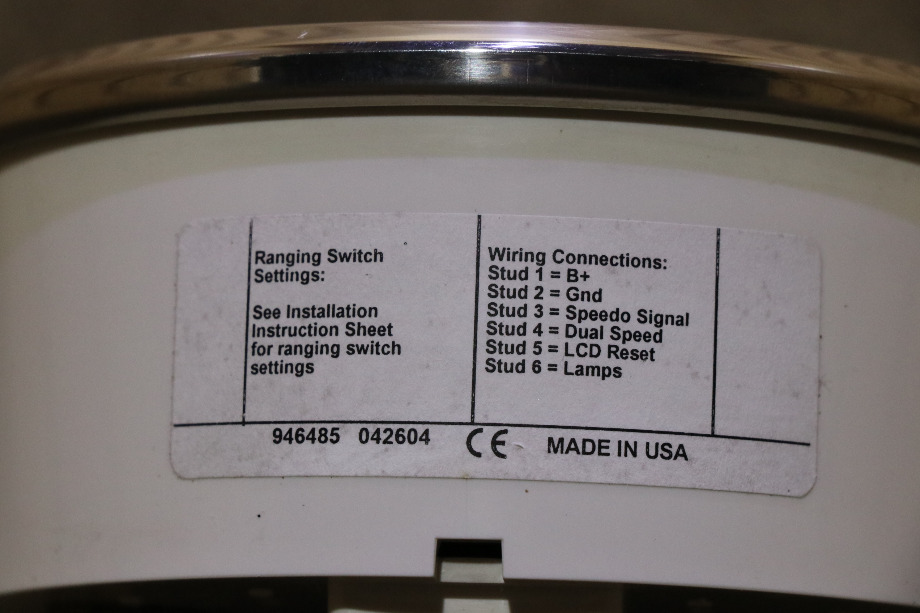 Ranging Switch
Settings:
See Installation
Instruction Sheet
for ranging switch
settings
Wiring Connections:
Stud 1 = B+
Stud 2 = Gnd
Stud 3 = Speedo Signal
Stud 4 = Dual Speed
Stud 5 = LCD Reset
Stud 6 = Lamps
946485 042604 CE MADE IN USA